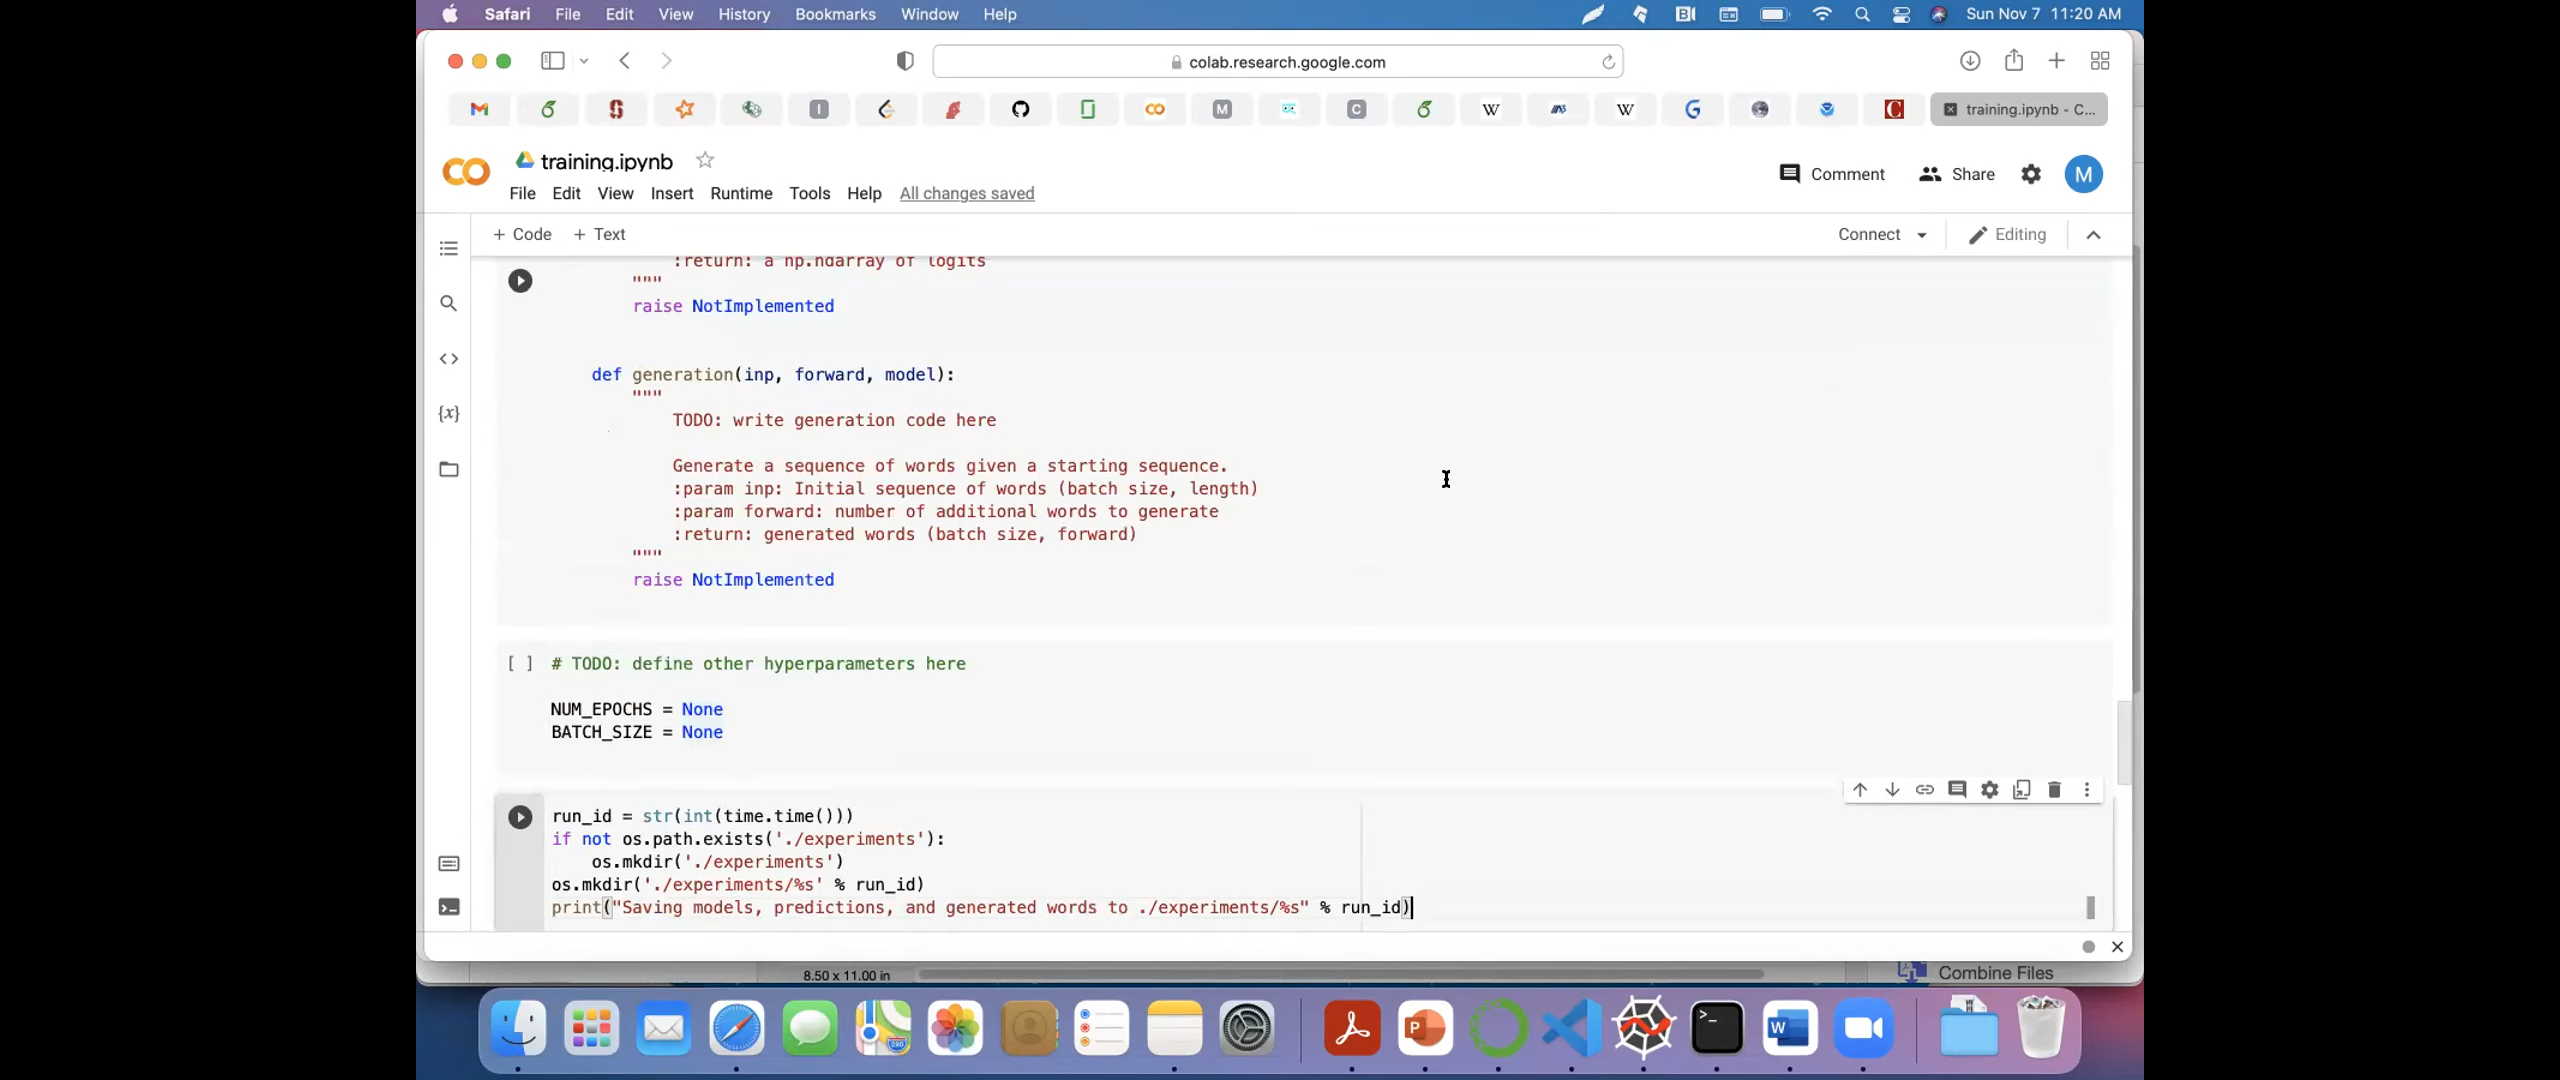 Safari File Edit View History Bookmarks Window Help
Sun Nov 7 11:20 AM
colab.research.google.com
training.ipynb - C...
training.ipynb
Comment
Share
M
File Edit View Insert Runtime Tools Help All changes saved
+ Code + Text
Connect
Editing
:return: a np.ndarray of logits
"""
raise NotImplemented
def generation(inp, forward, model):
"""
TODO: write generation code here
Generate a sequence of words given a starting sequence.
:param inp: Initial sequence of words (batch size, length)
:param forward: number of additional words to generate
:return: generated words (batch size, forward)
"""
raise NotImplemented
[ ] # TODO: define other hyperparameters here
NUM_EPOCHS = None
BATCH_SIZE = None
run_id = str(int(time.time()))
if not os.path.exists('./experiments'):
os.mkdir('./experiments')
os.mkdir('./experiments/%s' % run_id)
print("Saving models, predictions, and generated words to ./experiments/%s" % run_id)
8.50 x 11.00 in
Combine Files